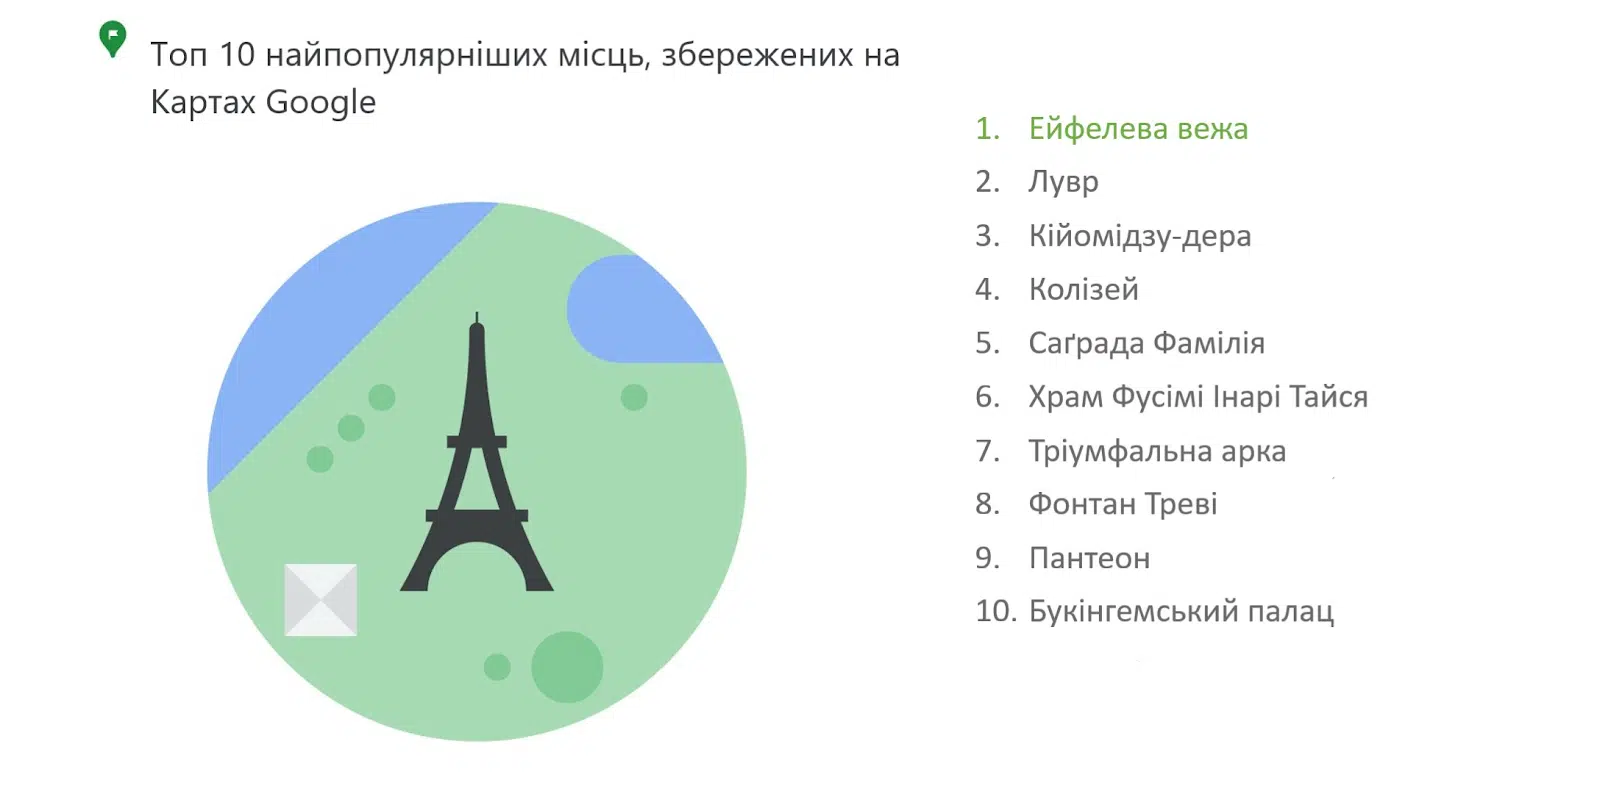 Топ 10 найпопулярніших місць, збережених на
Картах Google
1. Ейфелева вежа
2. Лувр
3. Кійомідзу-дера
4. Колізей
5. Саґрада Фамілія
6. Храм Фусімі Інарі Тайся
7. Тріумфальна арка
8. Фонтан Треві
9. Пантеон
10. Букінгемський палац